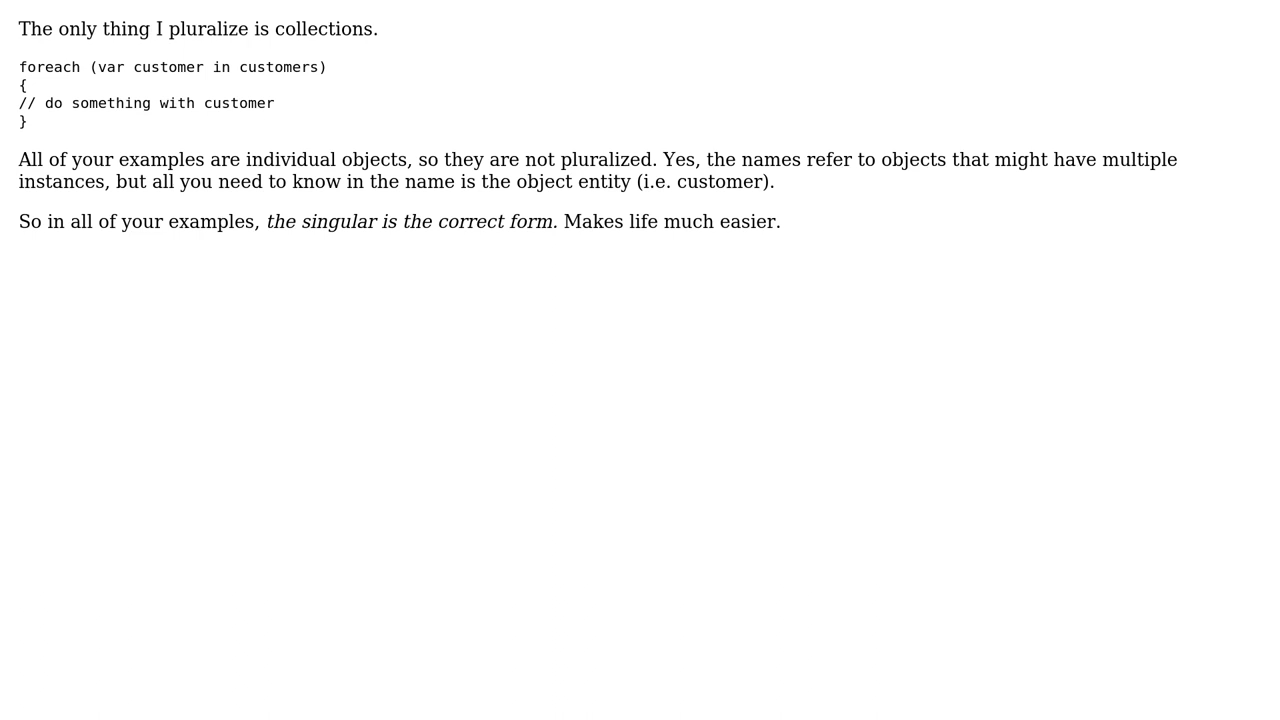 The only thing I pluralize is collections.
foreach (var customer in customers)
{
// do something with customer
}
All of your examples are individual objects, so they are not pluralized. Yes, the names refer to objects that might have multiple
instances, but all you need to know in the name is the object entity (i.e. customer).
So in all of your examples, the singular is the correct form. Makes life much easier.